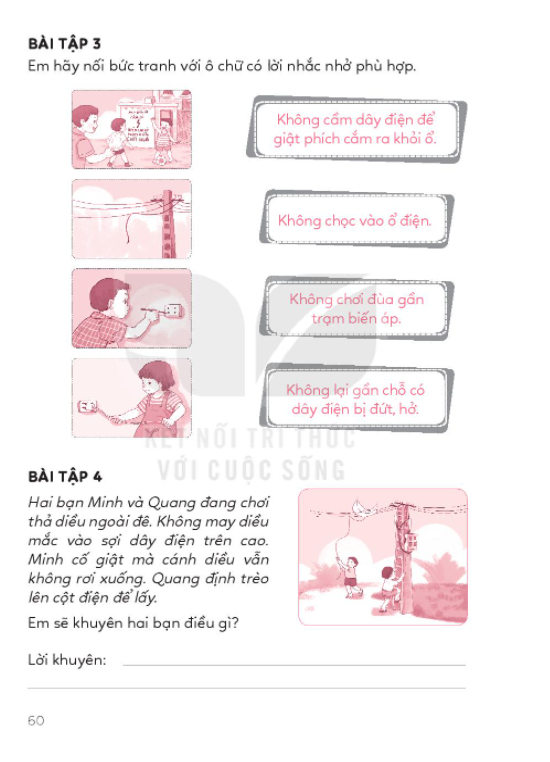 BÀI TẬP 3
Em hãy nối bức tranh với ô chữ có lời nhắc nhở phù hợp.
Không cầm dây điện để
giật phích cắm ra khỏi ổ.
Không chọc vào ổ điện.
Không chơi đùa gần
trạm biến áp.
Không lại gần chỗ có
dây điện bị đứt, hở.
KẾT NỐI TRI THỨC
VỚI CUỘC SỐNG
BÀI TẬP 4
Hai bạn Minh và Quang đang chơi
thả diều ngoài đê. Không may diều
mắc vào sợi dây điện trên cao.
Minh cố giật mà cánh diều vẫn
không rơi xuống. Quang định trèo
lên cột điện để lấy.
Em sẽ khuyên hai bạn điều gì?
Lời khuyên:
60